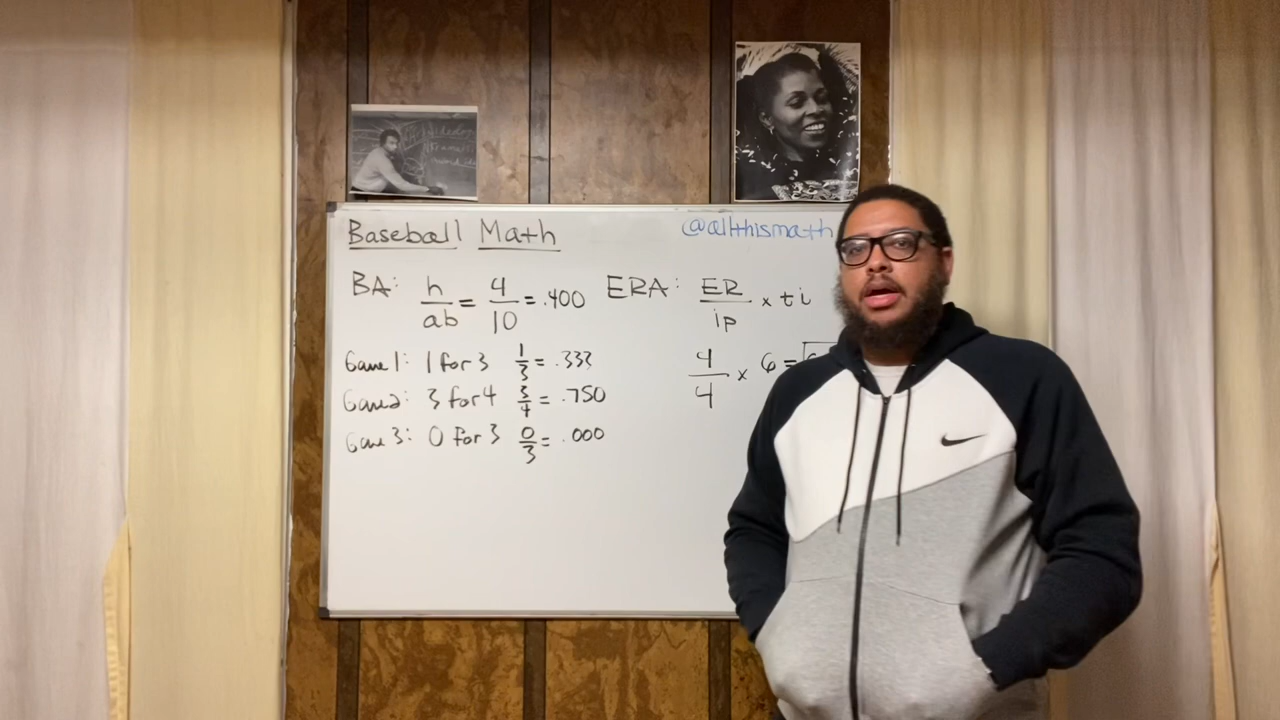 Baseball Math
@allthismath
BA: h/ab = 4/10 = .400
ERA: ER/ip x ti
Game 1: 1 for 3 1/3 = .333
4/4 x 6 =
Game 2: 3 for 4 3/4 = .750
Game 3: 0 for 3 0/3 = .000